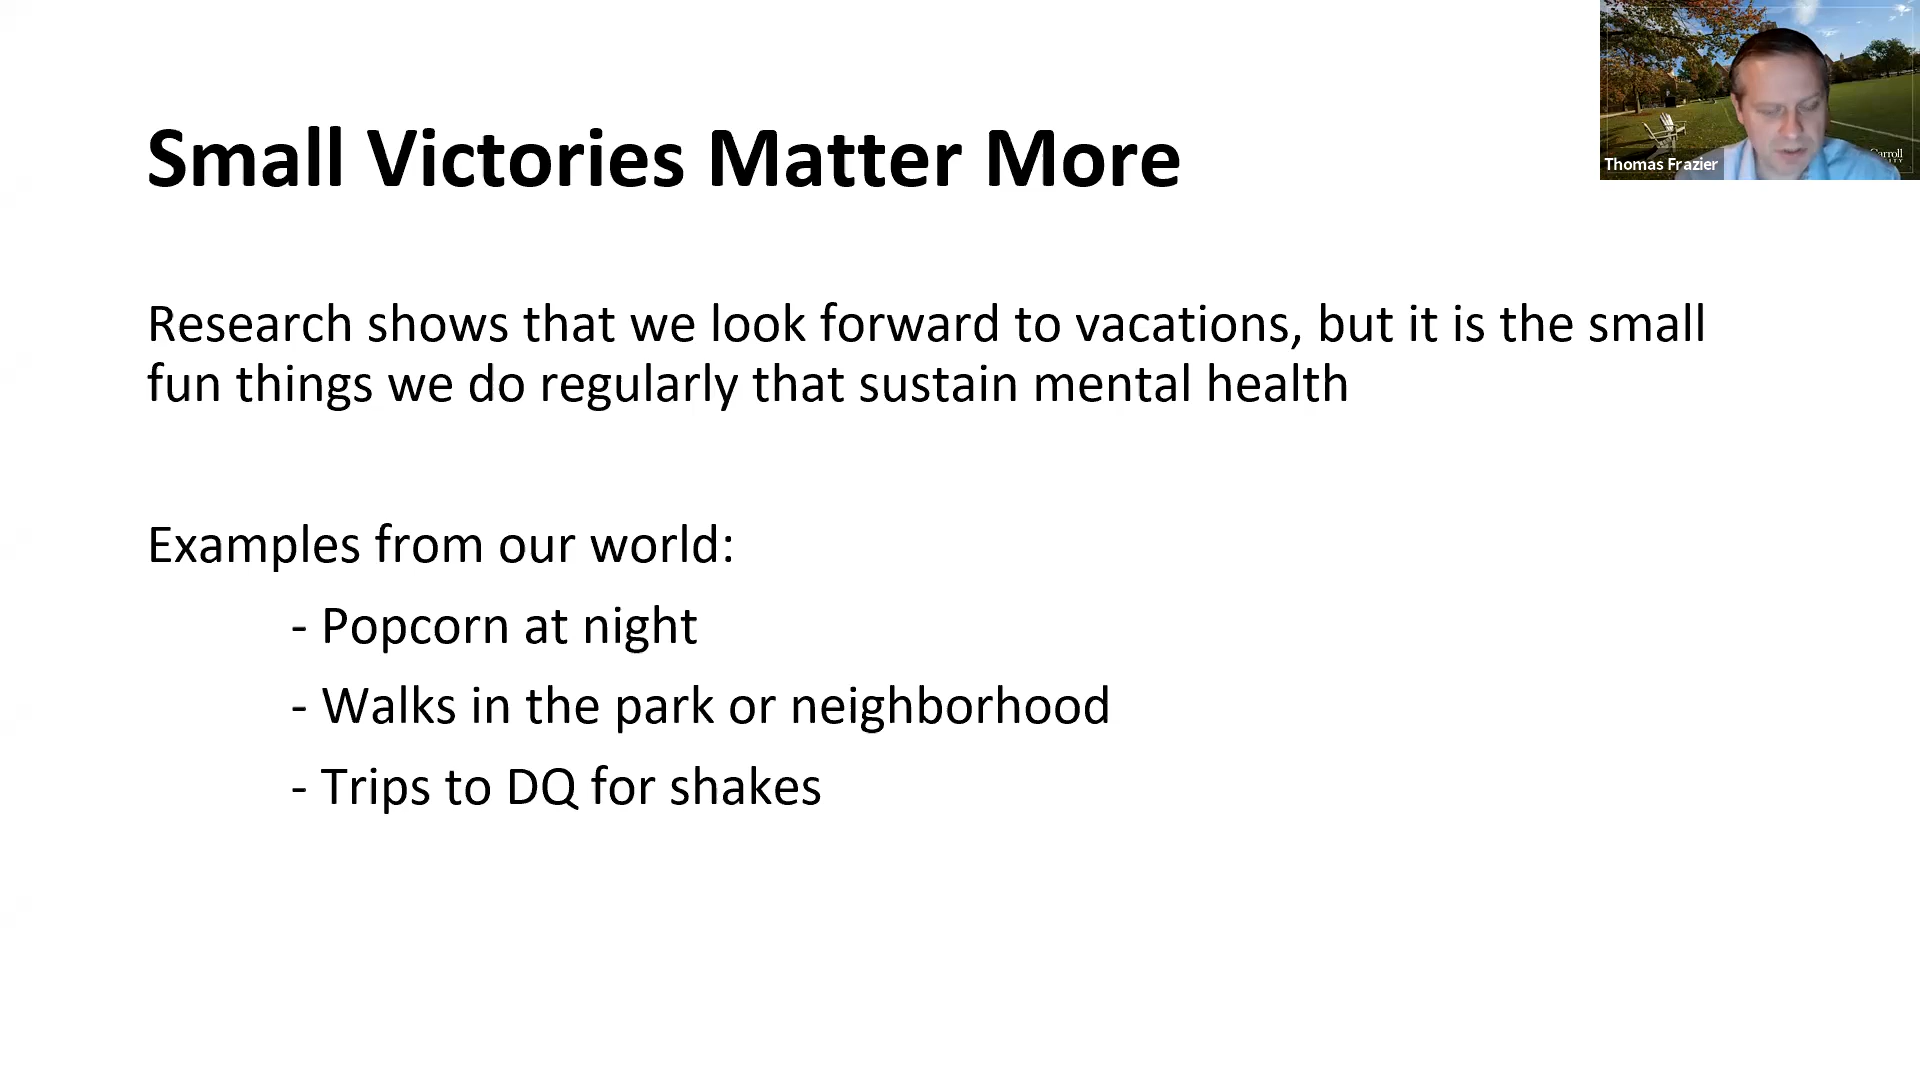 Small Victories Matter More
Research shows that we look forward to vacations, but it is the small
fun things we do regularly that sustain mental health
Examples from our world:
- Popcorn at night
- Walks in the park or neighborhood
- Trips to DQ for shakes
Thomas Frazier
Carroll